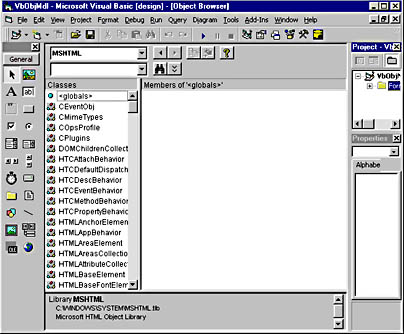 VbObjMdl - Microsoft Visual Basic [design] - [Object Browser]
File Edit View Project Format Debug Run Query Diagram Tools Add-Ins Window Help
General
MSHTML
Classes
Members of '<globals>'
<globals>
CEventObj
CMimeTypes
COpsProfile
CPlugins
DOMChildrenCollect
HTCAttachBehavior
HTCDefaultDispatch
HTCDescBehavior
HTCEventBehavior
HTCMethodBehavior
HTCPropertyBehavior
HTMLAnchorElemen
HTMLAppBehavior
HTMLAreaElement
HTMLAreasCollectio
HTMLAttributeCollec
HTMLBaseElement
HTMLBaseFontElem
Library MSHTML
C:\WINDOWS\SYSTEM\MSHTML.tlb
Microsoft HTML Object Library
Project - Vb
VbObj
For
Properties
Alphabe